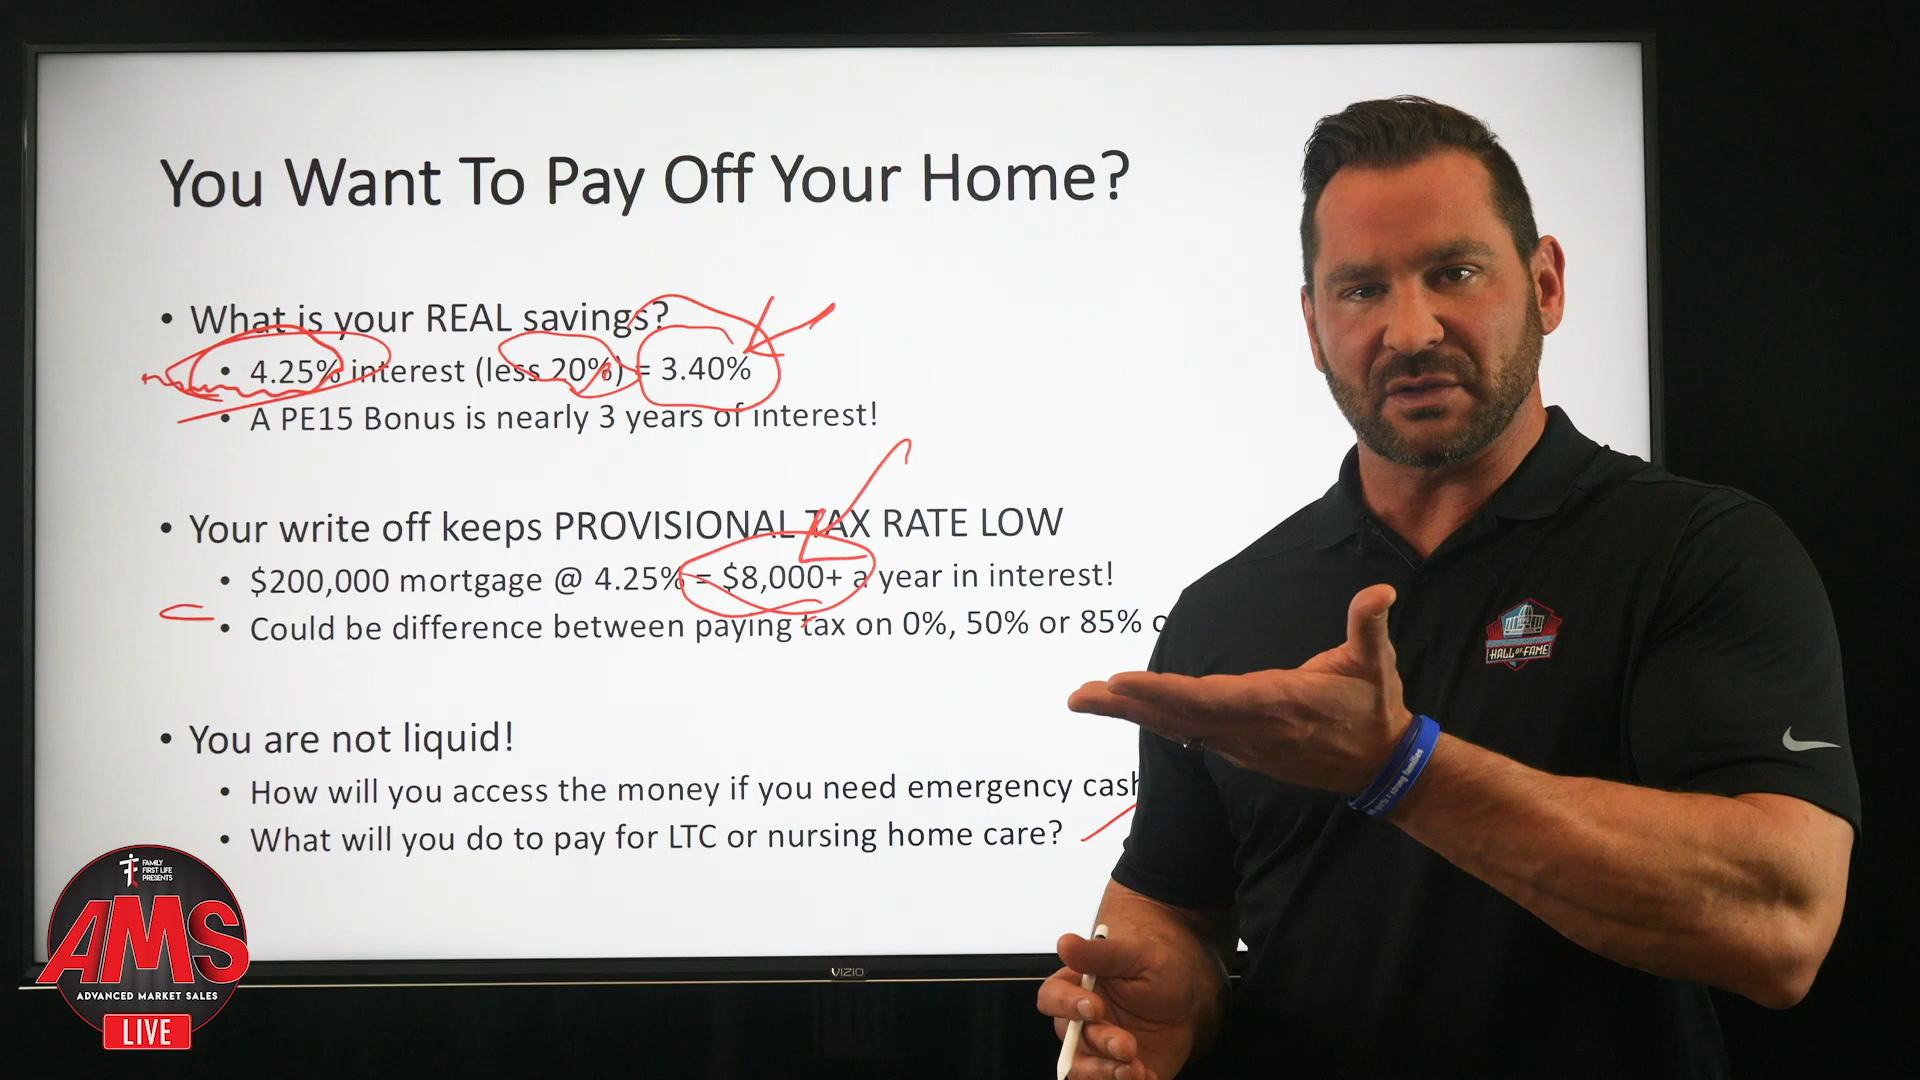 You Want To Pay Off Your Home?
• What is your REAL savings?
• 4.25% interest (less 20%) = 3.40%
• A PE15 Bonus is nearly 3 years of interest!
• Your write off keeps PROVISIONAL TAX RATE LOW
• $200,000 mortgage @ 4.25% = $8,000+ a year in interest!
• Could be difference between paying tax on 0%, 50% or 85% o
• You are not liquid!
• How will you access the money if you need emergency cash
• What will you do to pay for LTC or nursing home care?
HALL OF FAME
strong families
VIZIO
FAMILY
FIRST LIFE
PRESENTS
AMS
ADVANCED MARKET SALES
LIVE